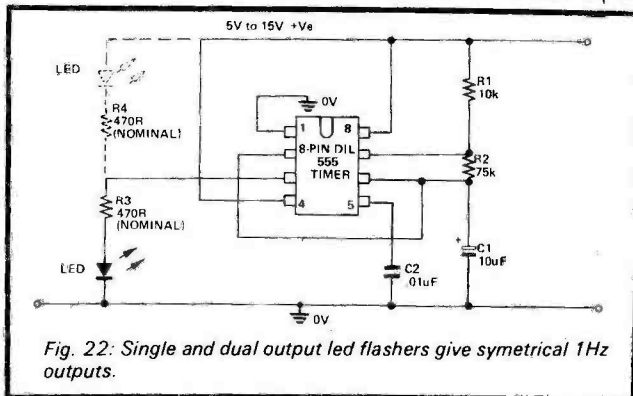 5V to 15V +Ve
LED
R4
470R
(NOMINAL)
R3
470R
(NOMINAL)
LED
0V
1
8
8-PIN DIL
555
TIMER
4
5
R1
10k
R2
75k
C1
10uF
+
C2
.01uF
0V
Fig. 22: Single and dual output led flashers give symetrical 1Hz
outputs.